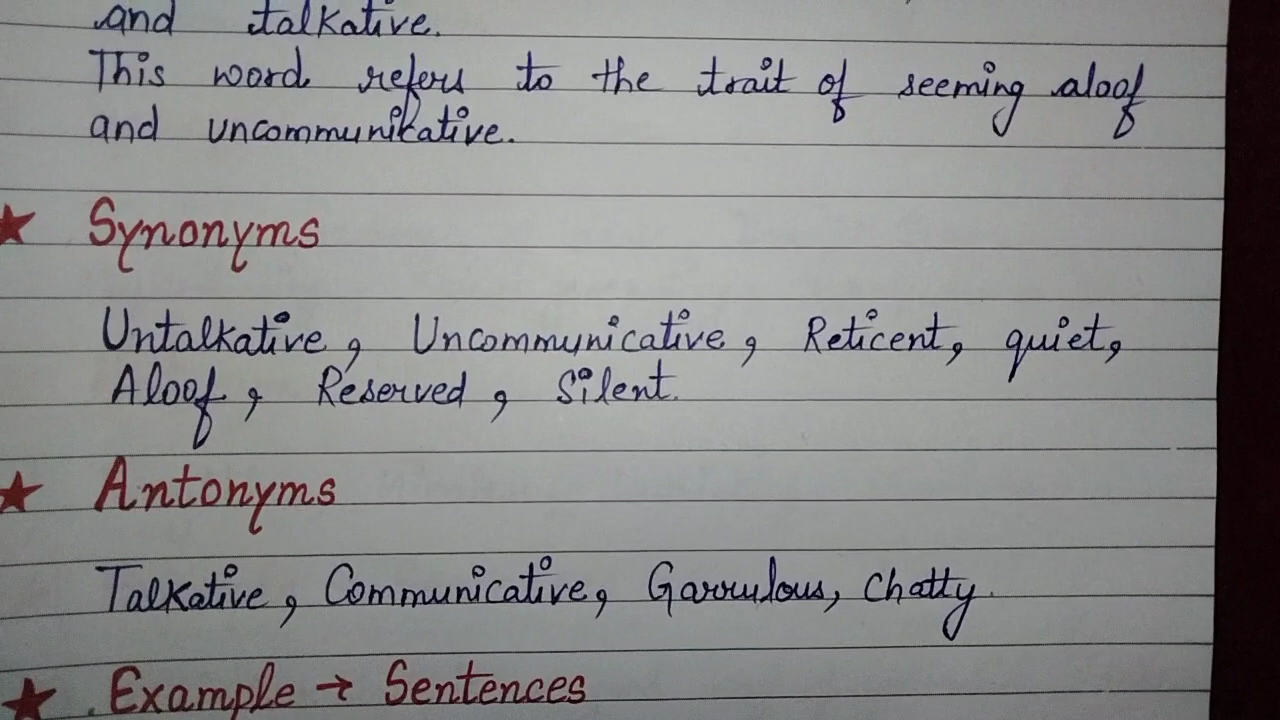 and talkative.
This word refers to the trait of seeming aloof
and uncommunikative.
★ Synonyms
Untalkative, Uncommunicative, Reticent, quiet,
Aloof, Reserved, Silent.
★ Antonyms
Talkative, Communicative, Garrulous, Chatty.
★ Example → Sentences